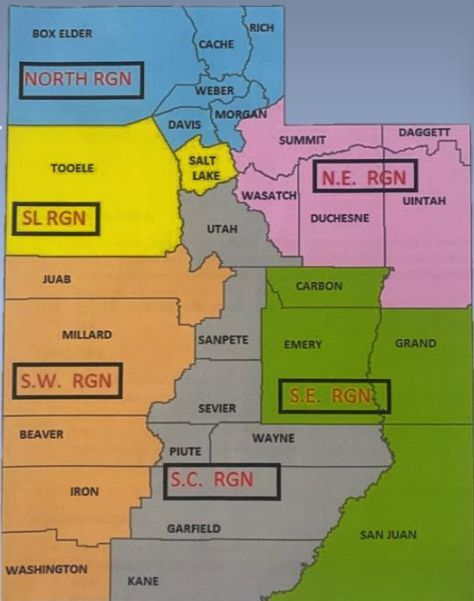 RICH
BOX ELDER
CACHE
NORTH RGN
WEBER
MORGAN
DAVIS
SUMMIT
DAGGETT
TOOELE
SALT
LAKE
N.E. RGN
WASATCH
UINTAH
SL RGN
DUCHESNE
UTAH
JUAB
CARBON
MILLARD
SANPETE
EMERY
GRAND
S.W. RGN
S.E. RGN
SEVIER
BEAVER
WAYNE
PIUTE
S.C. RGN
IRON
GARFIELD
SAN JUAN
WASHINGTON
KANE